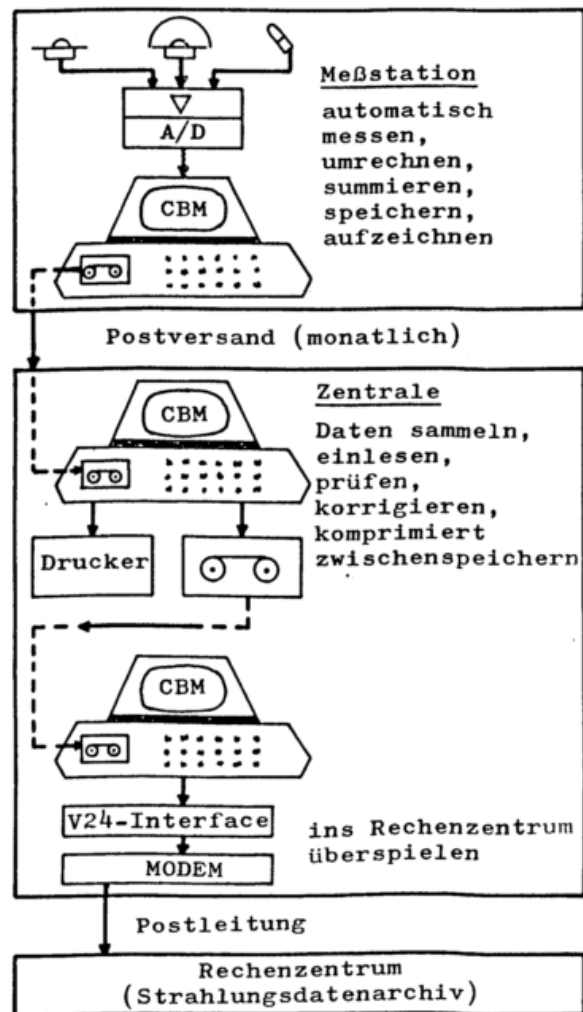 Meßstation
automatisch
messen,
umrechnen,
summieren,
speichern,
aufzeichnen
A/D
CBM
Postversand (monatlich)
Zentrale
Daten sammeln,
einlesen,
prüfen,
korrigieren,
komprimiert
zwischenspeichern
CBM
Drucker
CBM
V24-Interface
MODEM
ins Rechenzentrum
überspielen
Postleitung
Rechenzentrum
(Strahlungsdatenarchiv)